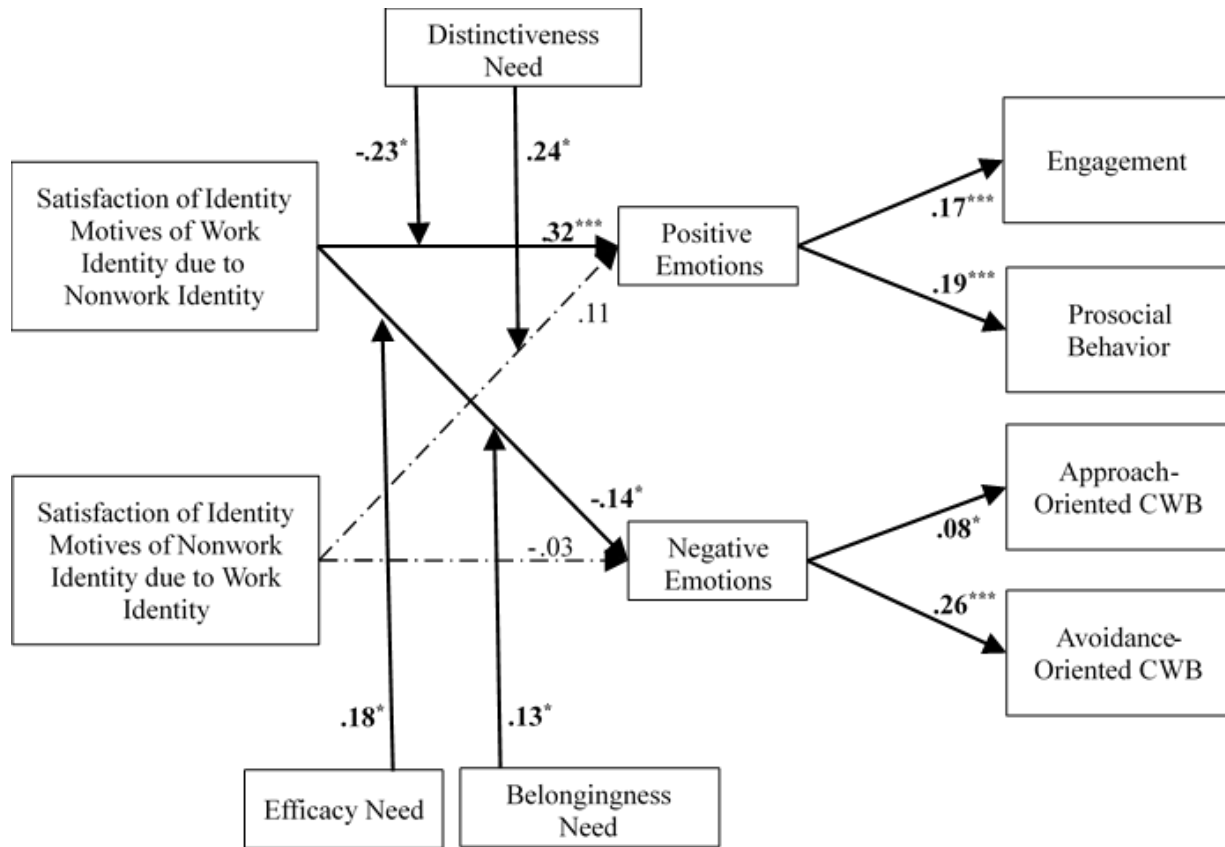 Distinctiveness
Need
-.23*
.24*
Satisfaction of Identity
Motives of Work
Identity due to
Nonwork Identity
.32***
Positive
Emotions
Engagement
.17***
.19***
Prosocial
Behavior
.11
Satisfaction of Identity
Motives of Nonwork
Identity due to Work
Identity
-.14*
-.03
Negative
Emotions
Approach-
Oriented CWB
.08*
.26***
Avoidance-
Oriented CWB
.18*
.13*
Efficacy Need
Belongingness
Need